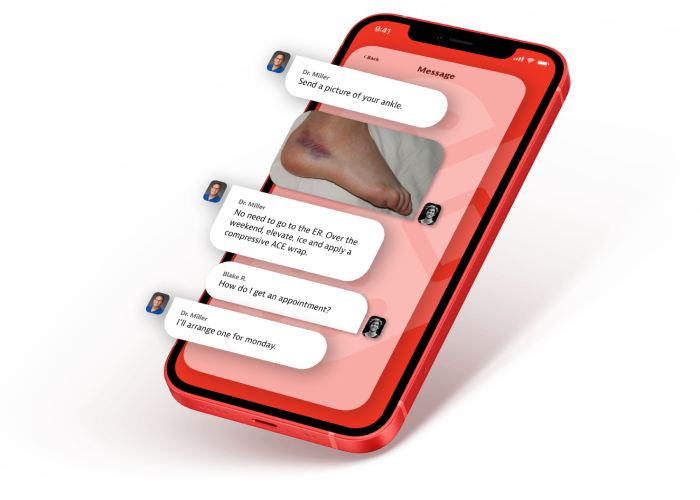 9:41
‹ Back
Message
Dr. Miller
Send a picture of your ankle.
Dr. Miller
No need to go to the ER. Over the
weekend, elevate, ice and apply a
compressive ACE wrap.
Blake R.
How do I get an appointment?
Dr. Miller
I'll arrange one for monday.